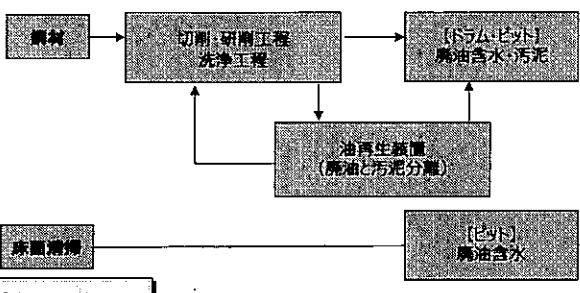 鋼材
切削・研削工程
洗浄工程
【ドラム・ピット】
廃油含水・汚泥
油再生装置
（廃油と汚泥分離）
床面清掃
【ピット】
廃油含水